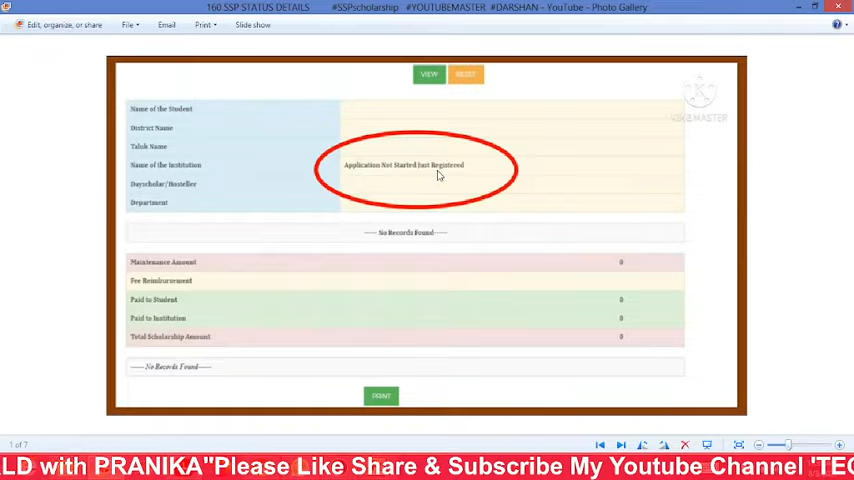 160 SSP STATUS DETAILS #SSPscholarship #YOUTUBEMASTER #DARSHAN - YouTube - Photo Gallery
Edit, organize, or share File Email Print Slide show
VIEW RESET
Name of the Student
District Name
Taluk Name
Name of the Institution Application Not Started Just Registered
Dayscholar/Hosteller
Department
----- No Records Found-----
Maintenance Amount 0
Fee Reimbursement
Paid to Student 0
Paid to Institution 0
Total Scholarship Amount 0
----- No Records Found-----
PRINT
1 of 7
LD with PRANIKA"Please Like Share & Subscribe My Youtube Channel 'TEC